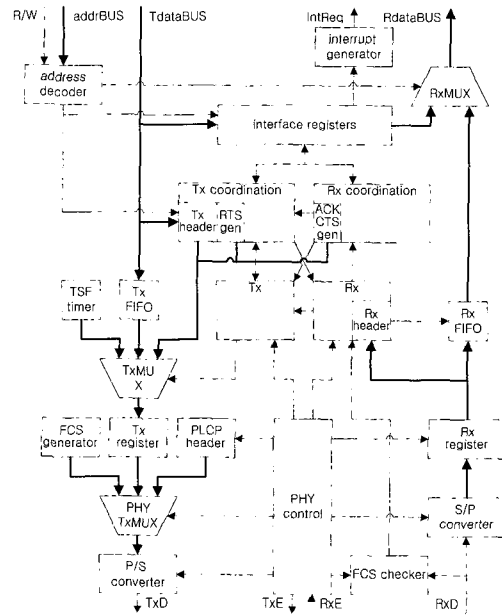 R/W
addrBUS
TdataBUS
IntReq
RdataBUS
address
decoder
interrupt
generator
RxMUX
interface registers
Tx coordination
Rx coordination
Tx
header
RTS
gen
ACK
CTS
gen
TSF
timer
Tx
FIFO
Tx
Rx
Rx
header
Rx
FIFO
TxMU
X
FCS
generator
Tx
register
PLCP
header
PHY
control
Rx
register
PHY
TxMUX
S/P
converter
P/S
converter
FCS checker
TxD
TxE
RxE
RxD